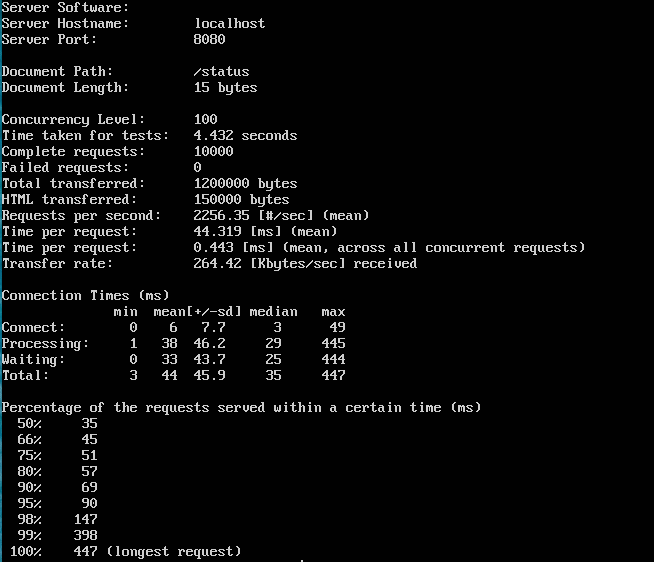 Server Software:
Server Hostname:        localhost
Server Port:            8080

Document Path:          /status
Document Length:        15 bytes

Concurrency Level:      100
Time taken for tests:   4.432 seconds
Complete requests:      10000
Failed requests:        0
Total transferred:      1200000 bytes
HTML transferred:       150000 bytes
Requests per second:    2256.35 [#/sec] (mean)
Time per request:       44.319 [ms] (mean)
Time per request:       0.443 [ms] (mean, across all concurrent requests)
Transfer rate:          264.42 [Kbytes/sec] received

Connection Times (ms)
              min  mean[+/-sd] median   max
Connect:        0    6   7.7      3      49
Processing:     1   38  46.2     29     445
Waiting:        0   33  43.7     25     444
Total:          3   44  45.9     35     447

Percentage of the requests served within a certain time (ms)
  50%     35
  66%     45
  75%     51
  80%     57
  90%     69
  95%     90
  98%    147
  99%    398
 100%    447 (longest request)